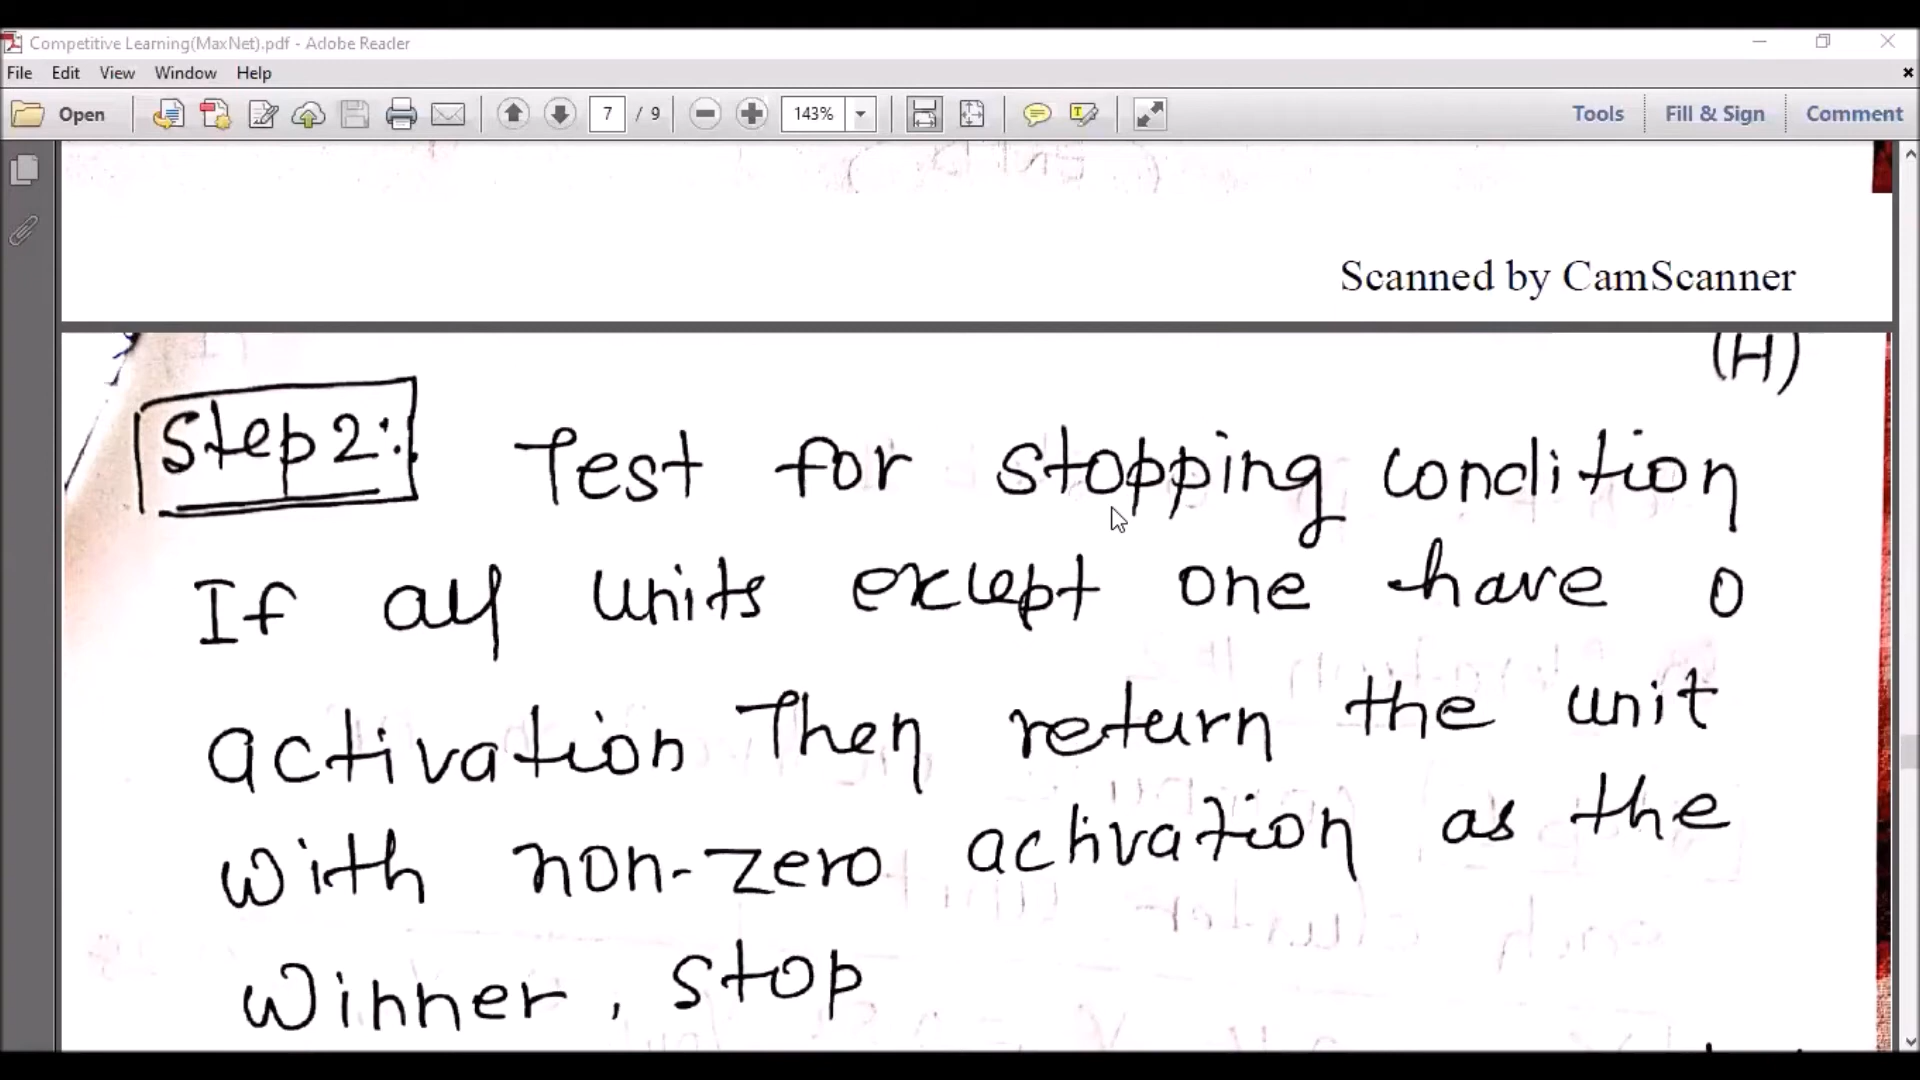 Competitive Learning(MaxNet).pdf - Adobe Reader
File Edit View Window Help
Open 7 / 9 143% Tools Fill & Sign Comment
Scanned by CamScanner
(H)
Step 2:
Test for stopping condition
If all units except one have 0
activation Then return the unit
with non-zero activation as the
winner, stop